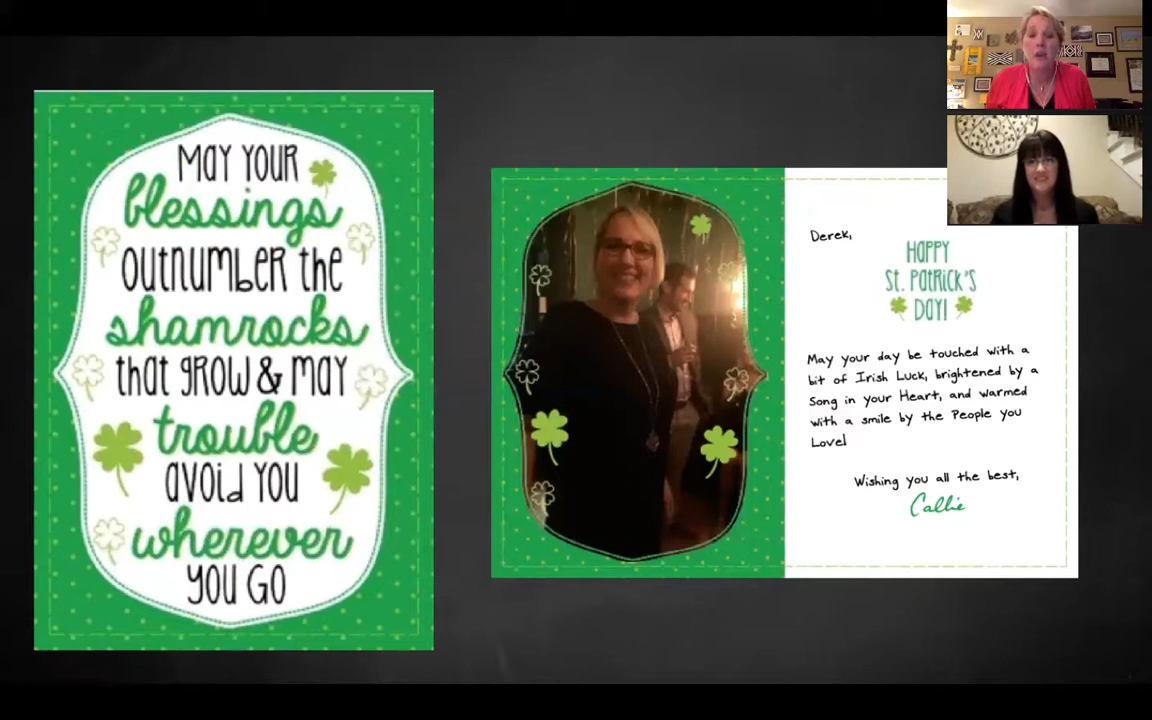 MAY YOUR
blessings
OUTNUMBER the
shamrocks
that GROW & MAY
trouble
AVOID YOU
wherever
YOU GO
Derek,
HAPPY
St. PATRICK'S
DAY!
May your day be touched with a
bit of Irish Luck, brightened by a
Song in your Heart, and warmed
with a smile by the People you
Love!
Wishing you all the best,
Callie